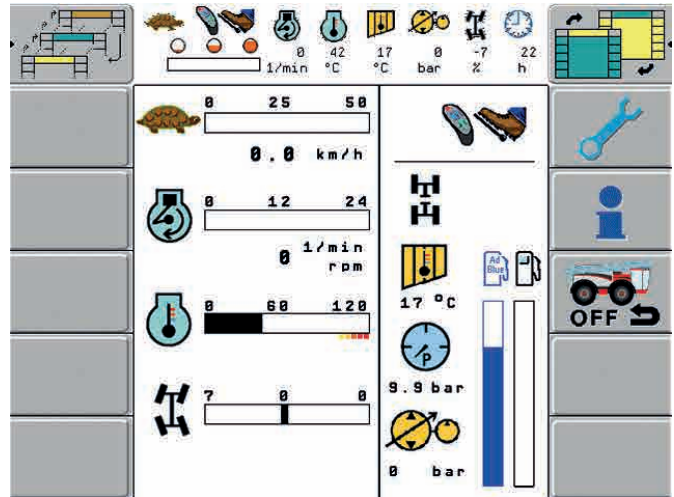 0 42 17 0 -7 22
1/min °C °C bar % h
0 25 50
0.0 km/h
0 12 24
0 1/min
rpm
0 60 120
7 0 0
Ad
Blue
17 °C
P
9.9 bar
0 bar
OFF